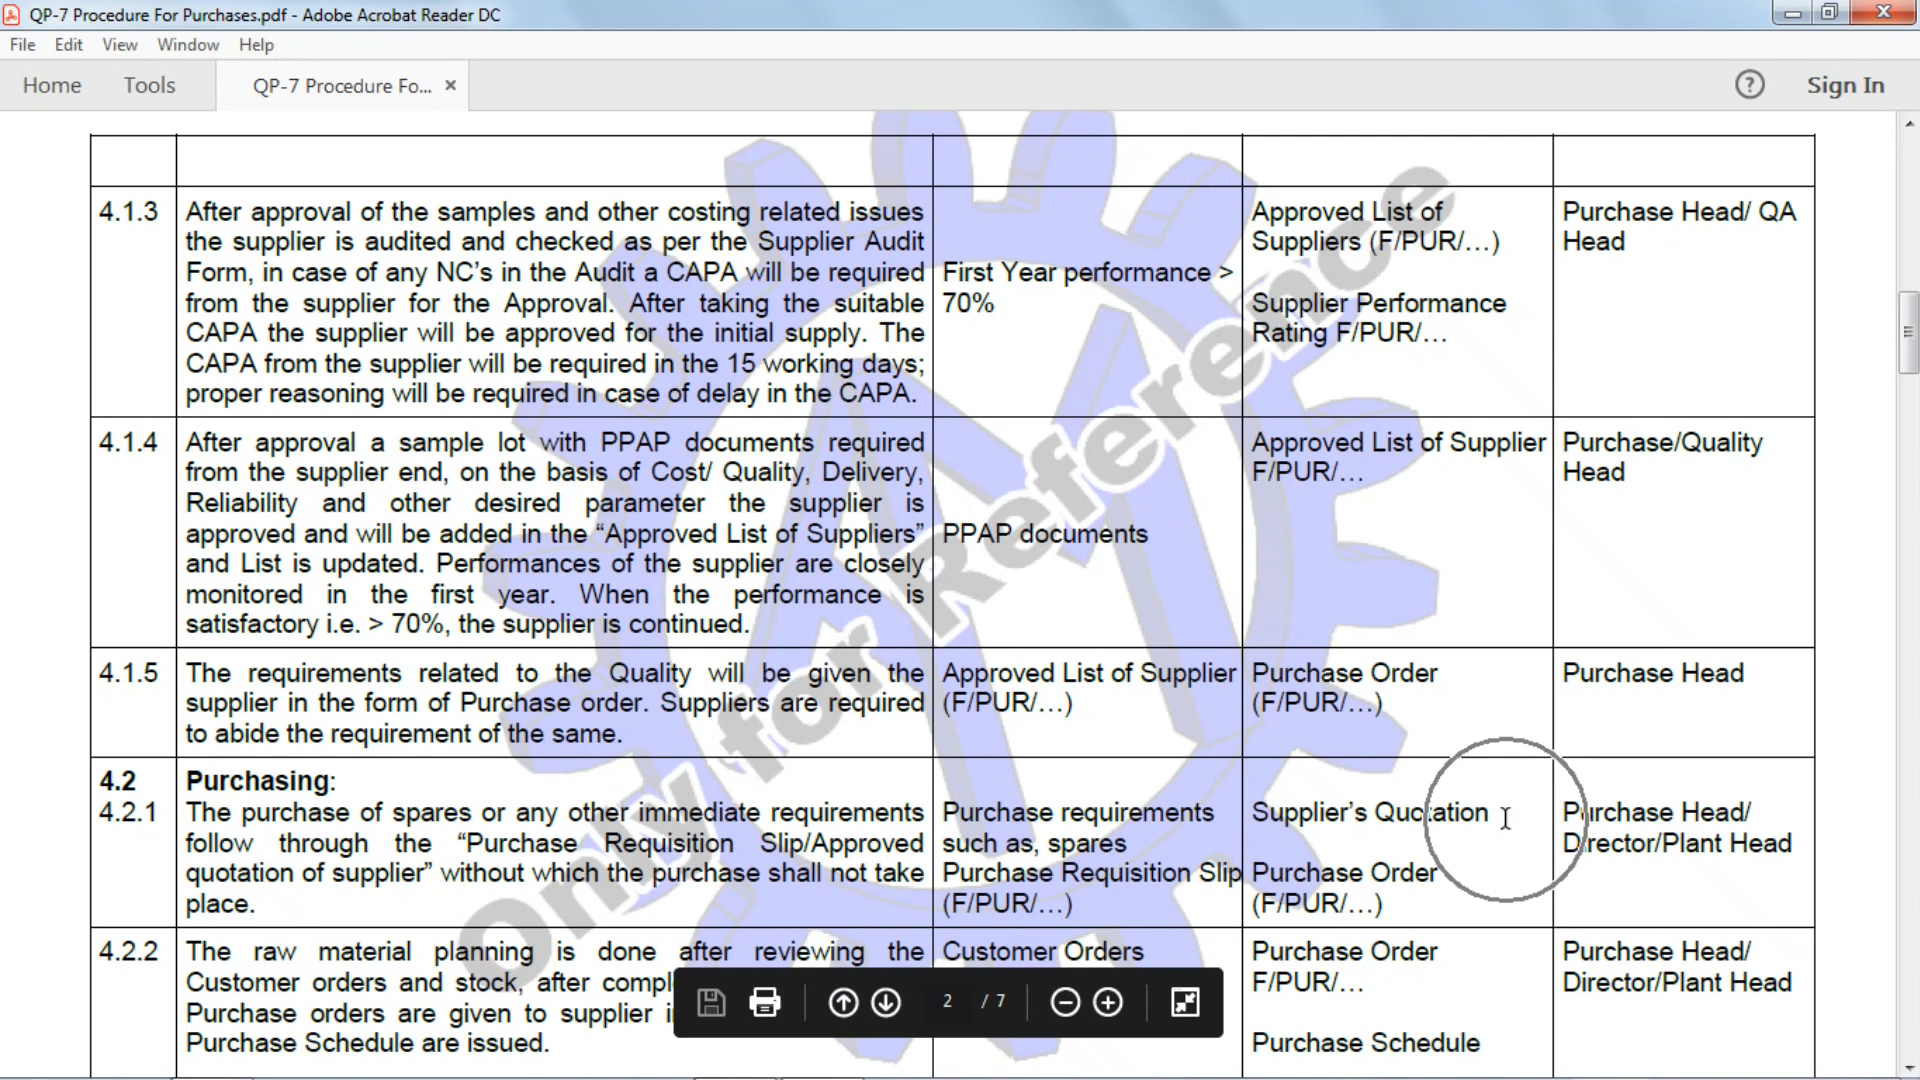 QP-7 Procedure For Purchases.pdf - Adobe Acrobat Reader DC
File Edit View Window Help
Home Tools QP-7 Procedure Fo... × ? Sign In
4.1.3
After approval of the samples and other costing related issues
the supplier is audited and checked as per the Supplier Audit
Form, in case of any NC’s in the Audit a CAPA will be required
from the supplier for the Approval. After taking the suitable
CAPA the supplier will be approved for the initial supply. The
CAPA from the supplier will be required in the 15 working days;
proper reasoning will be required in case of delay in the CAPA.
First Year performance >
70%
Approved List of
Suppliers (F/PUR/…)
Supplier Performance
Rating F/PUR/…
Purchase Head/ QA
Head
4.1.4
After approval a sample lot with PPAP documents required
from the supplier end, on the basis of Cost/ Quality, Delivery,
Reliability and other desired parameter the supplier is
approved and will be added in the “Approved List of Suppliers”
and List is updated. Performances of the supplier are closely
monitored in the first year. When the performance is
satisfactory i.e. > 70%, the supplier is continued.
PPAP documents
Approved List of Supplier
F/PUR/…
Purchase/Quality
Head
4.1.5
The requirements related to the Quality will be given the
supplier in the form of Purchase order. Suppliers are required
to abide the requirement of the same.
Approved List of Supplier
(F/PUR/…)
Purchase Order
(F/PUR/…)
Purchase Head
4.2
Purchasing:
4.2.1
The purchase of spares or any other immediate requirements
follow through the “Purchase Requisition Slip/Approved
quotation of supplier” without which the purchase shall not take
place.
Purchase requirements
such as, spares
Purchase Requisition Slip
(F/PUR/…)
Supplier’s Quotation
Purchase Order
(F/PUR/…)
Purchase Head/
Director/Plant Head
4.2.2
The raw material planning is done after reviewing the
Customer orders and stock, after
Purchase orders are given to supplier
Purchase Schedule are issued.
Customer Orders
Purchase Order
F/PUR/…
Purchase Schedule
Purchase Head/
Director/Plant Head
Only for Reference
2 / 7